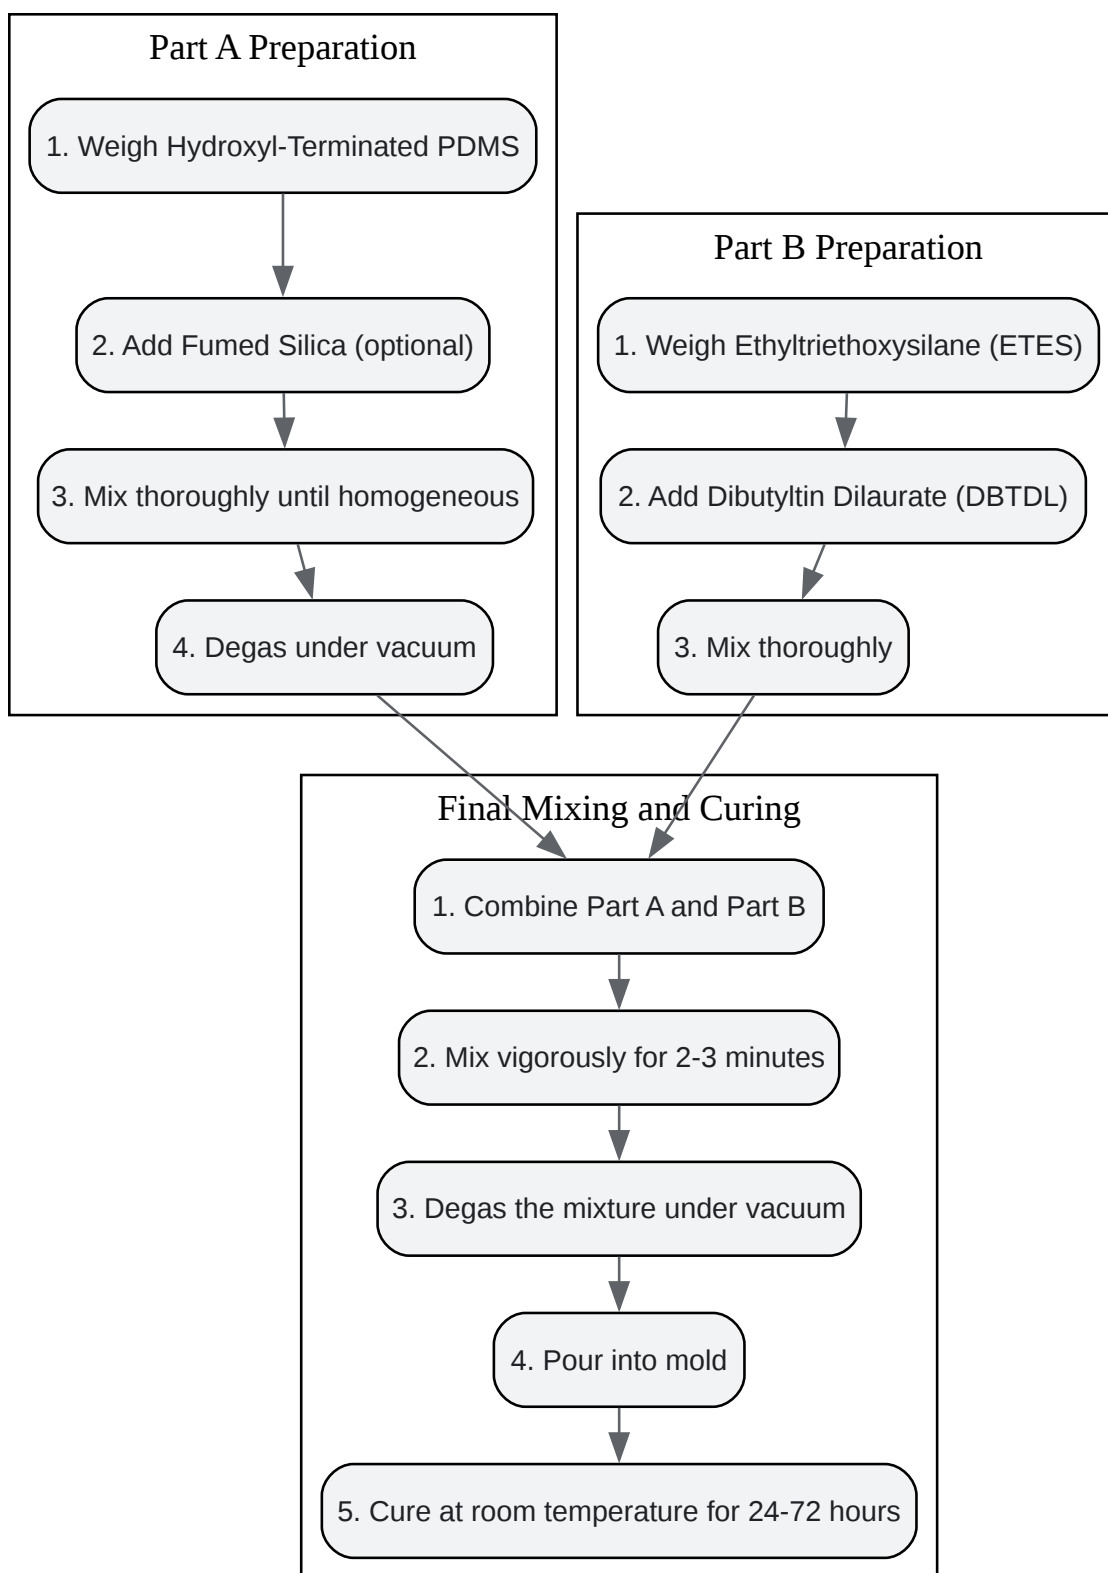 Part A Preparation
1. Weigh Hydroxyl-Terminated PDMS
2. Add Fumed Silica (optional)
3. Mix thoroughly until homogeneous
4. Degas under vacuum
Part B Preparation
1. Weigh Ethyltriethoxysilane (ETES)
2. Add Dibutyltin Dilaurate (DBTDL)
3. Mix thoroughly
Final Mixing and Curing
1. Combine Part A and Part B
2. Mix vigorously for 2-3 minutes
3. Degas the mixture under vacuum
4. Pour into mold
5. Cure at room temperature for 24-72 hours